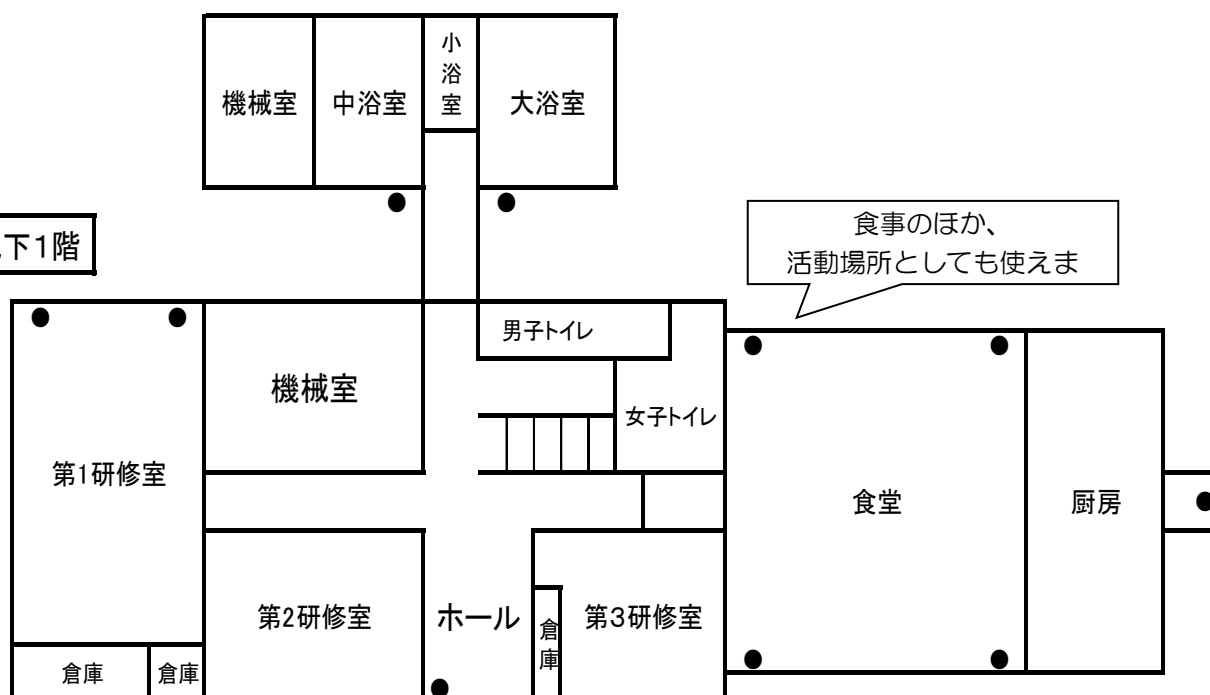 機械室
中浴室
小浴室
大浴室
下1階
食事のほか、
活動場所としても使えま
男子トイレ
機械室
女子トイレ
第1研修室
食堂
厨房
第2研修室
ホール
倉庫
第3研修室
倉庫
倉庫